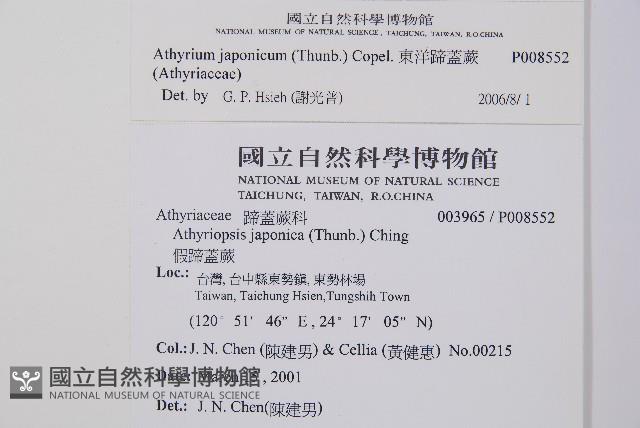 國立自然科學博物館
NATIONAL MUSEUM OF NATURAL SCIENCE, TAICHUNG, TAIWAN, R.O.CHINA
Athyrium japonicum (Thunb.) Copel. 東洋蹄蓋蕨 P008552
(Athyriaceae)
Det. by G. P. Hsieh (謝光普) 2006/8/ 1
國立自然科學博物館
NATIONAL MUSEUM OF NATURAL SCIENCE
TAICHUNG, TAIWAN, R.O.CHINA
Athyriaceae 蹄蓋蕨科 003965 / P008552
Athyriopsis japonica (Thunb.) Ching
假蹄蓋蕨
Loc.: 台灣, 台中縣東勢鎮, 東勢林場
Taiwan, Taichung Hsien,Tungshih Town
(120° 51' 46" E , 24° 17' 05" N)
Col.: J. N. Chen (陳建男) & Cellia (黃健惠) No.00215
Date: , 2001
Det.: J. N. Chen(陳建男)
國立自然科學博物館
NATIONAL MUSEUM OF NATURAL SCIENCE